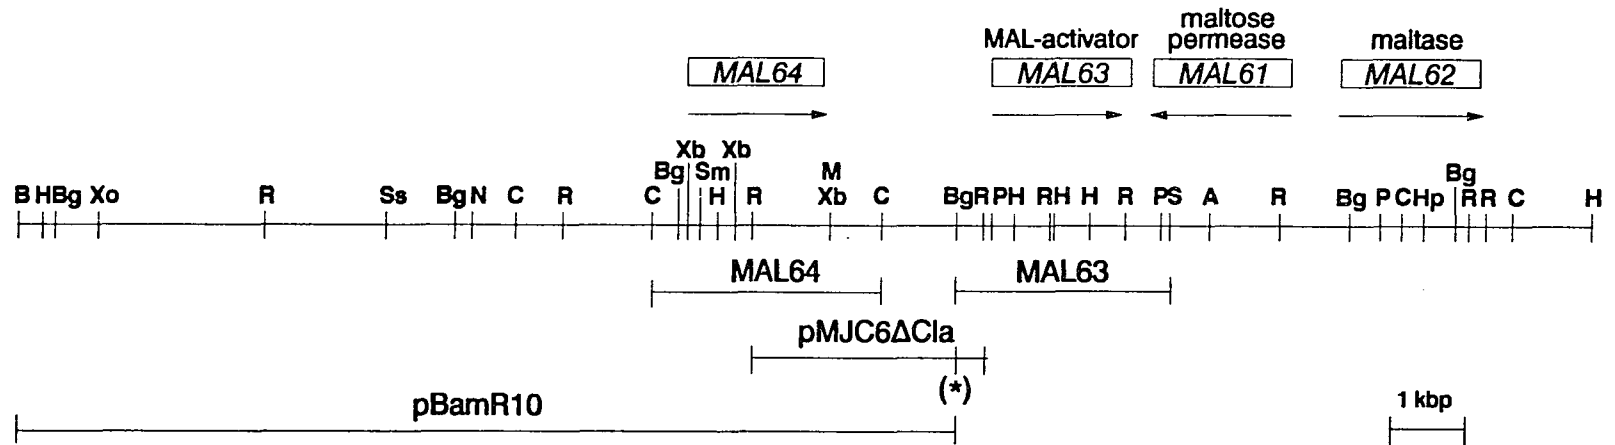 maltose
MAL-activator permease maltase
MAL64 MAL63 MAL61 MAL62
Xb Xb
Bg Sm M Bg
B H Bg Xo R Ss Bg N C R C H R Xb C Bg R P H R H H R P S A R Bg P C Hp R R C H
MAL64 MAL63
pMJC6ΔCla
(*)
pBamR10 1 kbp